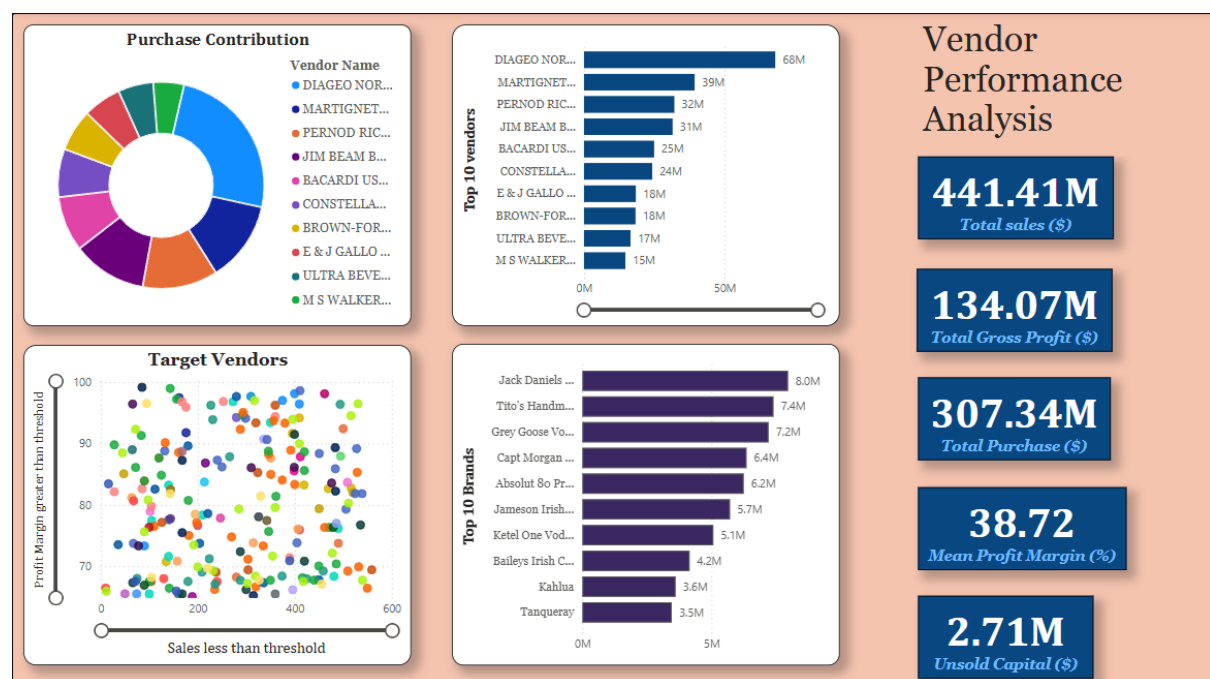 Purchase Contribution
Vendor Name
DIAGEO NOR...
MARTIGNET...
PERNOD RIC...
JIM BEAM B...
BACARDI US...
CONSTELLA...
BROWN-FOR...
E & J GALLO ...
ULTRA BEVE...
M S WALKER...
Top 10 vendors
DIAGEO NOR... 68M
MARTIGNET... 39M
PERNOD RIC... 32M
JIM BEAM B... 31M
BACARDI US... 25M
CONSTELLA... 24M
E & J GALLO ... 18M
BROWN-FOR... 18M
ULTRA BEVE... 17M
M S WALKER... 15M
0M 50M
Vendor
Performance
Analysis
441.41M
Total sales ($)
134.07M
Total Gross Profit ($)
307.34M
Total Purchase ($)
38.72
Mean Profit Margin (%)
2.71M
Unsold Capital ($)
Target Vendors
Profit Margin grcater than threshold
100
90
80
70
0 200 400 600
Sales less than threshold
Top 10 Brands
Jack Daniels ... 8.0M
Tito's Handm... 7.4M
Grey Goose Vo... 7.2M
Capt Morgan ... 6.4M
Absolut 80 Pr... 6.2M
Jameson Irish... 5.7M
Ketel One Vod... 5.1M
Baileys Irish C... 4.2M
Kahlua 3.6M
Tanqueray 3.5M
0M 5M